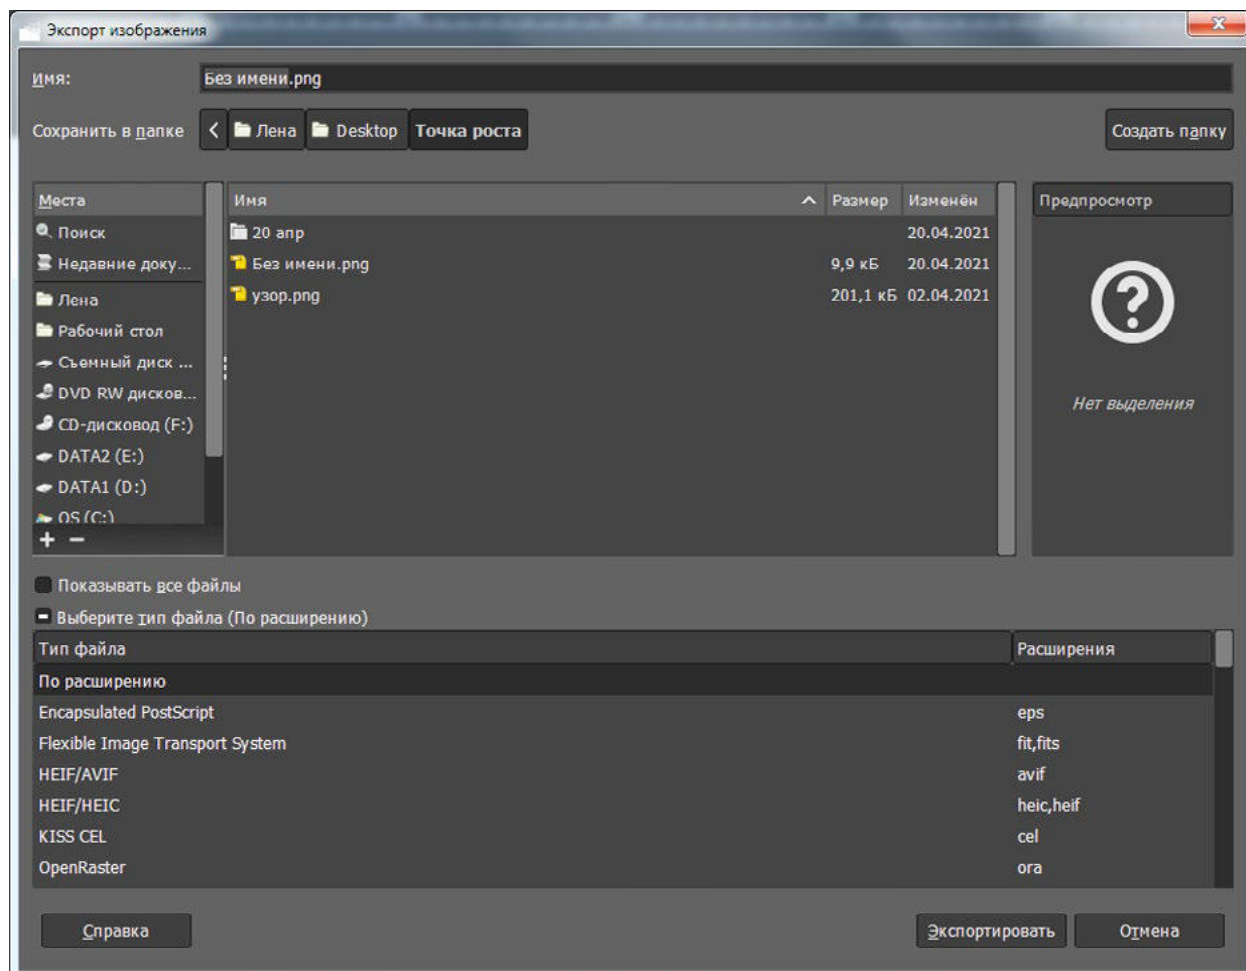 Экспорт изображения
Имя: Без имени.png
Сохранить в папке < Лена Desktop Точка роста Создать папку
Места
Поиск
Недавние доку...
Лена
Рабочий стол
Съемный диск ...
DVD RW дисков...
CD-дисковод (F:)
DATA2 (E:)
DATA1 (D:)
OS (C:)
+ −
Имя Размер Изменён
20 апр 20.04.2021
Без имени.png 9,9 кБ 20.04.2021
узор.png 201,1 кБ 02.04.2021
Предпросмотр
?
Нет выделения
Показывать все файлы
Выберите тип файла (По расширению)
Тип файла Расширения
По расширению
Encapsulated PostScript eps
Flexible Image Transport System fit,fits
HEIF/AVIF avif
HEIF/HEIC heic,heif
KISS CEL cel
OpenRaster ora
Справка Экспортировать Отмена